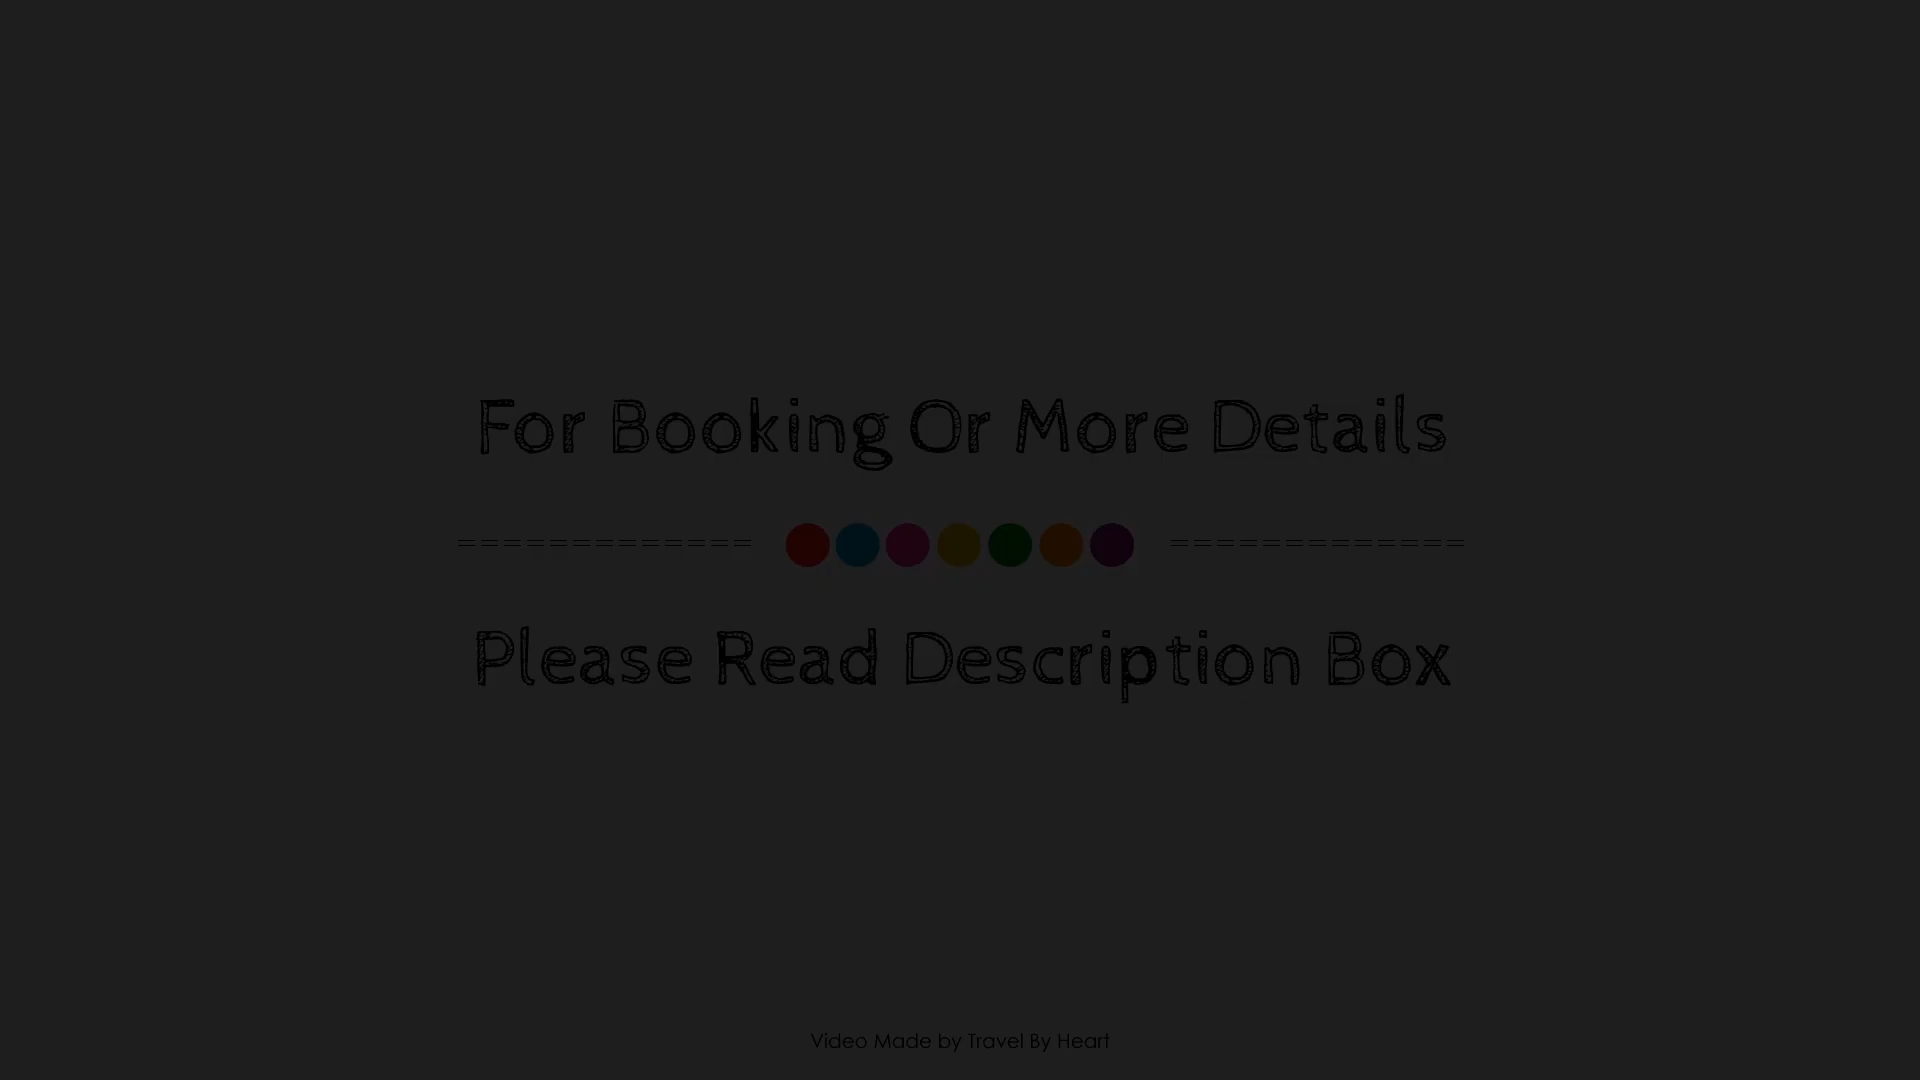 For Booking Or More Details
============= =============
Please Read Description Box
Video Made by Travel By Heart